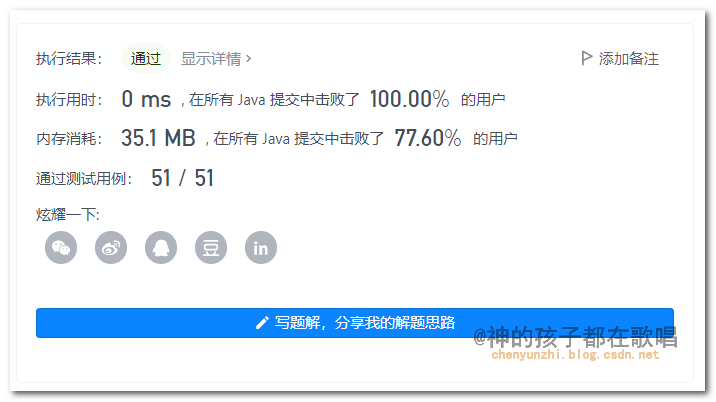 执行结果： 通过 显示详情 > 添加备注
执行用时： 0 ms , 在所有 Java 提交中击败了 100.00% 的用户
内存消耗： 35.1 MB , 在所有 Java 提交中击败了 77.60% 的用户
通过测试用例： 51 / 51
炫耀一下:
豆 in
写题解，分享我的解题思路
@神的孩子都在歌唱
chenyunzhi.blog.csdn.net